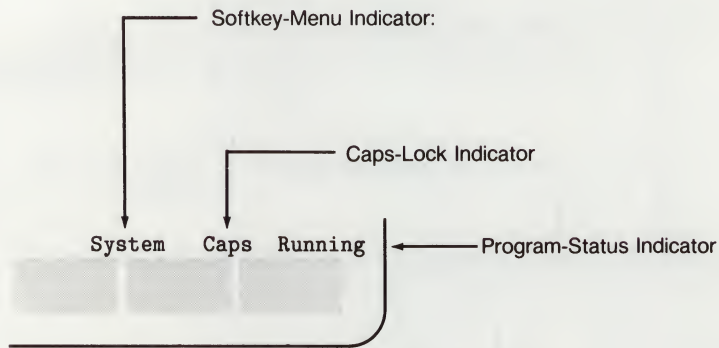 Softkey-Menu Indicator:
Caps-Lock Indicator
System Caps Running
Program-Status Indicator